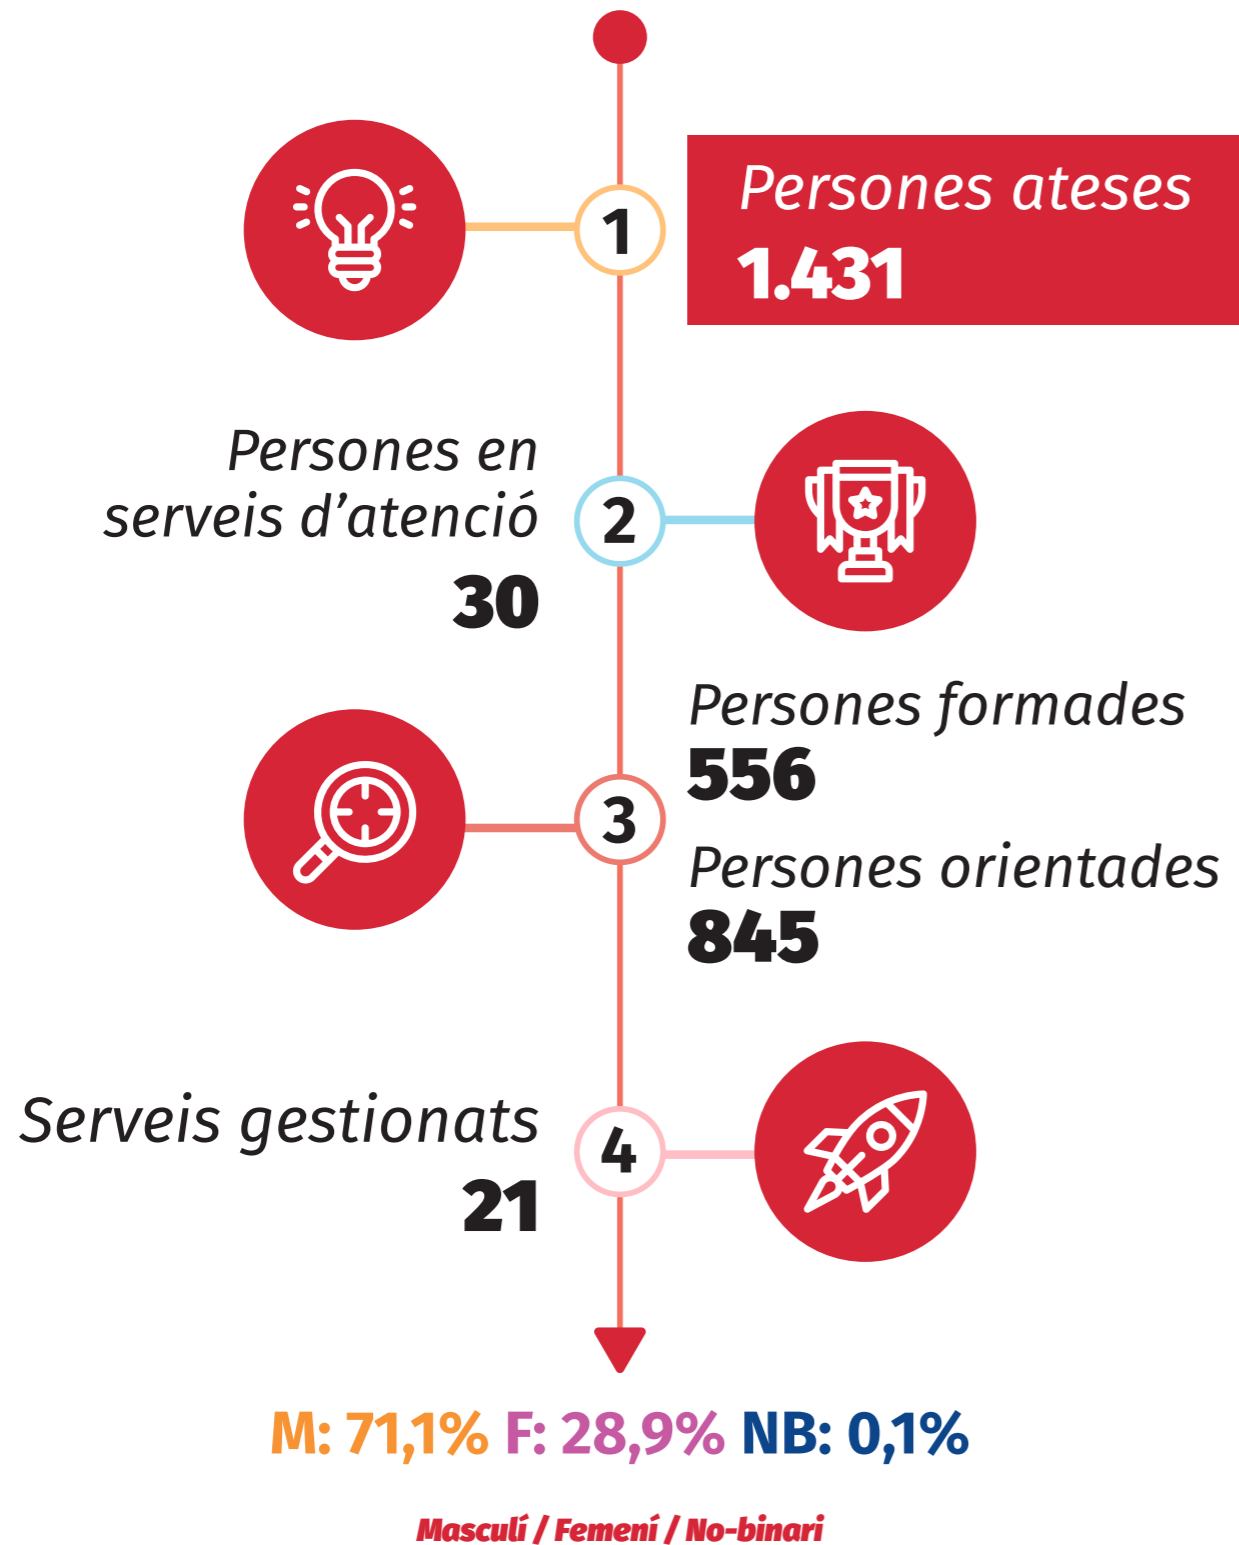 1
Persones ateses
1.431
Persones en
serveis d’atenció
30
2
Persones formades
556
3
Persones orientades
845
Serveis gestionats
21
4
M: 71,1% F: 28,9% NB: 0,1%
Masculí / Femení / No-binari